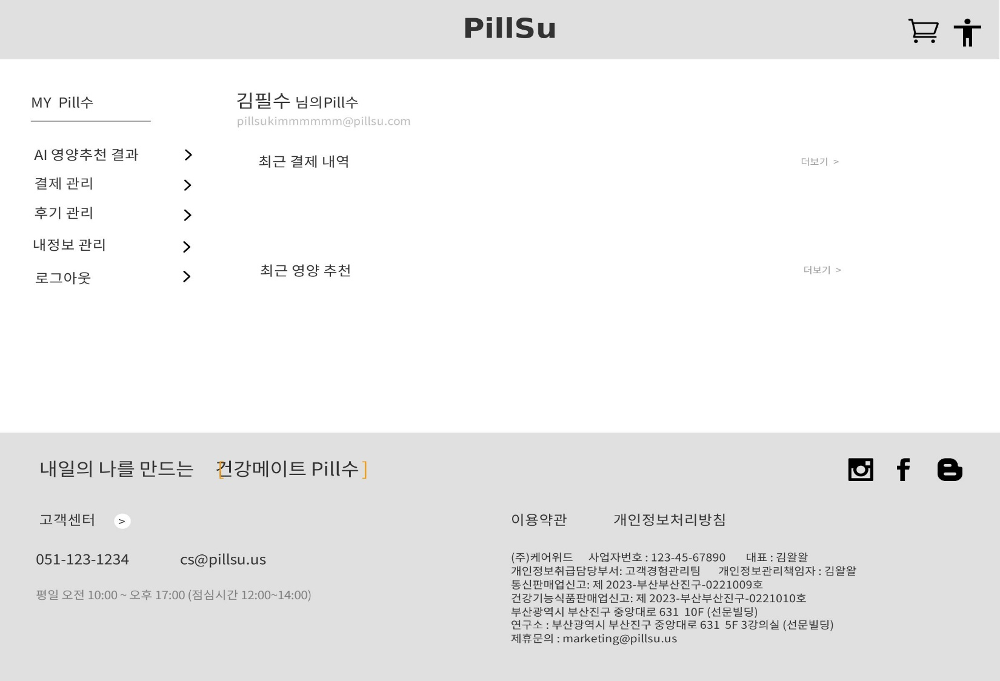 PillSu
MY Pill수
AI 영양추천 결과
결제 관리
후기 관리
내정보 관리
로그아웃
김필수 님의Pill수
pillsukimmmmmm@pillsu.com
최근 결제 내역
더보기 >
최근 영양 추천
더보기 >
내일의 나를 만드는 [건강메이트 Pill수 ]
고객센터 >
051-123-1234 cs@pillsu.us
평일 오전 10:00 ~ 오후 17:00 (점심시간 12:00~14:00)
이용약관 개인정보처리방침
(주)케어위드 사업자번호 : 123-45-67890 대표 : 김왈왈
개인정보취급담당부서: 고객경험관리팀 개인정보관리책임자 : 김왈왈
통신판매업신고: 제 2023-부산부산진구-0221009호
건강기능식품판매업신고: 제 2023-부산부산진구-0221010호
부산광역시 부산진구 중앙대로 631 10F (선문빌딩)
연구소 : 부산광역시 부산진구 중앙대로 631 5F 3강의실 (선문빌딩)
제휴문의 : marketing@pillsu.us